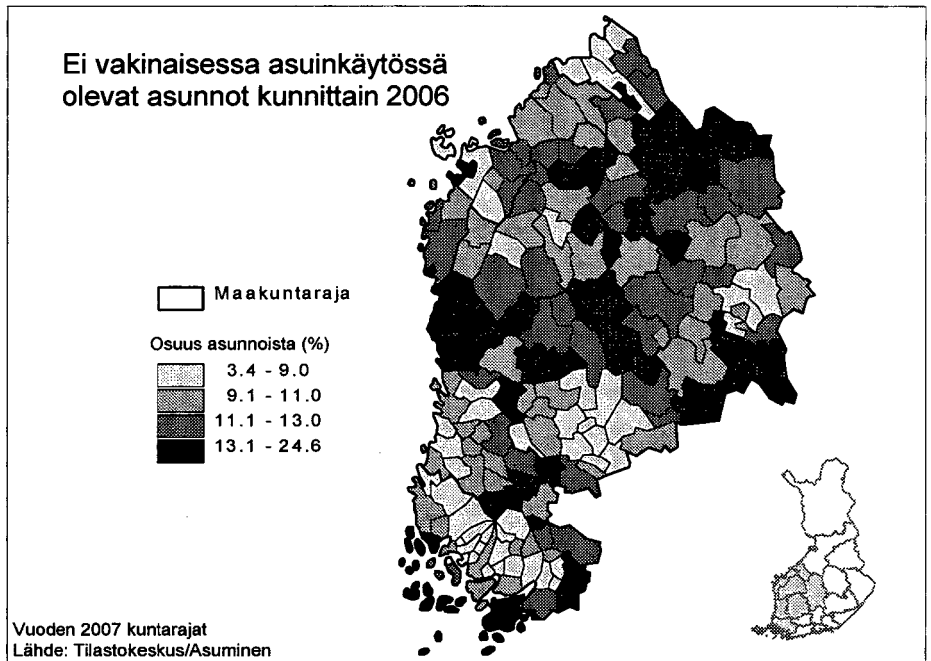 Ei vakinaisessa asuinkäytössä
olevat asunnot kunnittain 2006
Maakuntaraja
Osuus asunnoista (%)
3.4 - 9.0
9.1 - 11.0
11.1 - 13.0
13.1 - 24.6
Vuoden 2007 kuntarajat
Lähde: Tilastokeskus/Asuminen